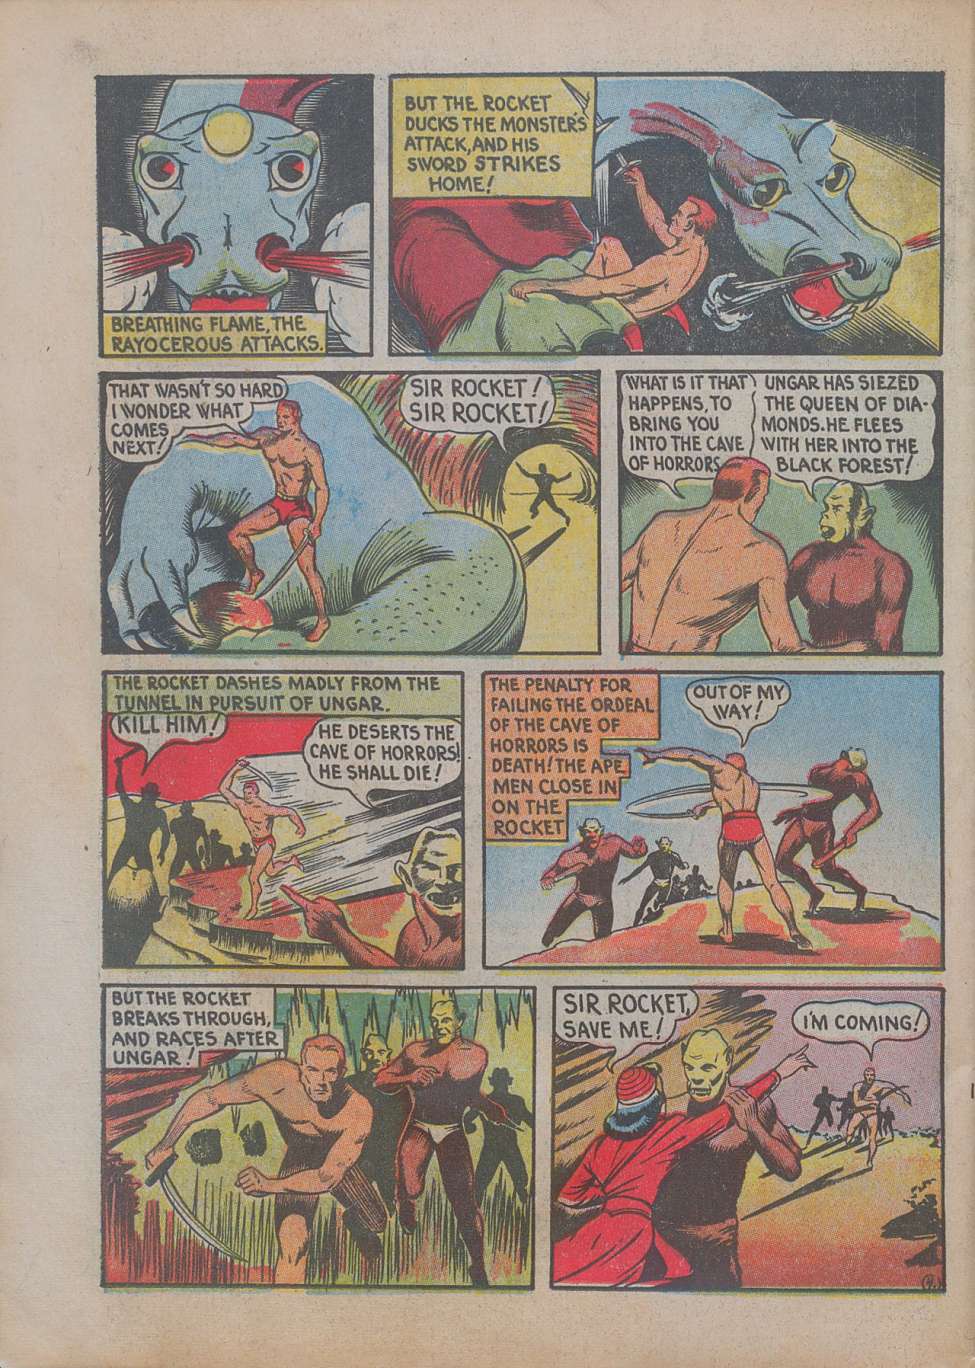 BREATHING FLAME, THE
RAYOCEROUS ATTACKS.
BUT THE ROCKET
DUCKS THE MONSTER'S
ATTACK, AND HIS
SWORD STRIKES
HOME!
THAT WASN'T SO HARD
I WONDER WHAT
COMES
NEXT!
SIR ROCKET!
SIR ROCKET!
WHAT IS IT THAT
HAPPENS, TO
BRING YOU
INTO THE CAVE
OF HORRORS
UNGAR HAS SIEZED
THE QUEEN OF DIA-
MONDS. HE FLEES
WITH HER INTO THE
BLACK FOREST!
THE ROCKET DASHES MADLY FROM THE
TUNNEL IN PURSUIT OF UNGAR.
KILL HIM!
HE DESERTS THE
CAVE OF HORRORS!
HE SHALL DIE!
THE PENALTY FOR
FAILING THE ORDEAL
OF THE CAVE OF
HORRORS IS
DEATH! THE APE
MEN CLOSE IN
ON THE
ROCKET
OUT OF MY
WAY!
BUT THE ROCKET
BREAKS THROUGH,
AND RACES AFTER
UNGAR!
SIR ROCKET,
SAVE ME!
I'M COMING!